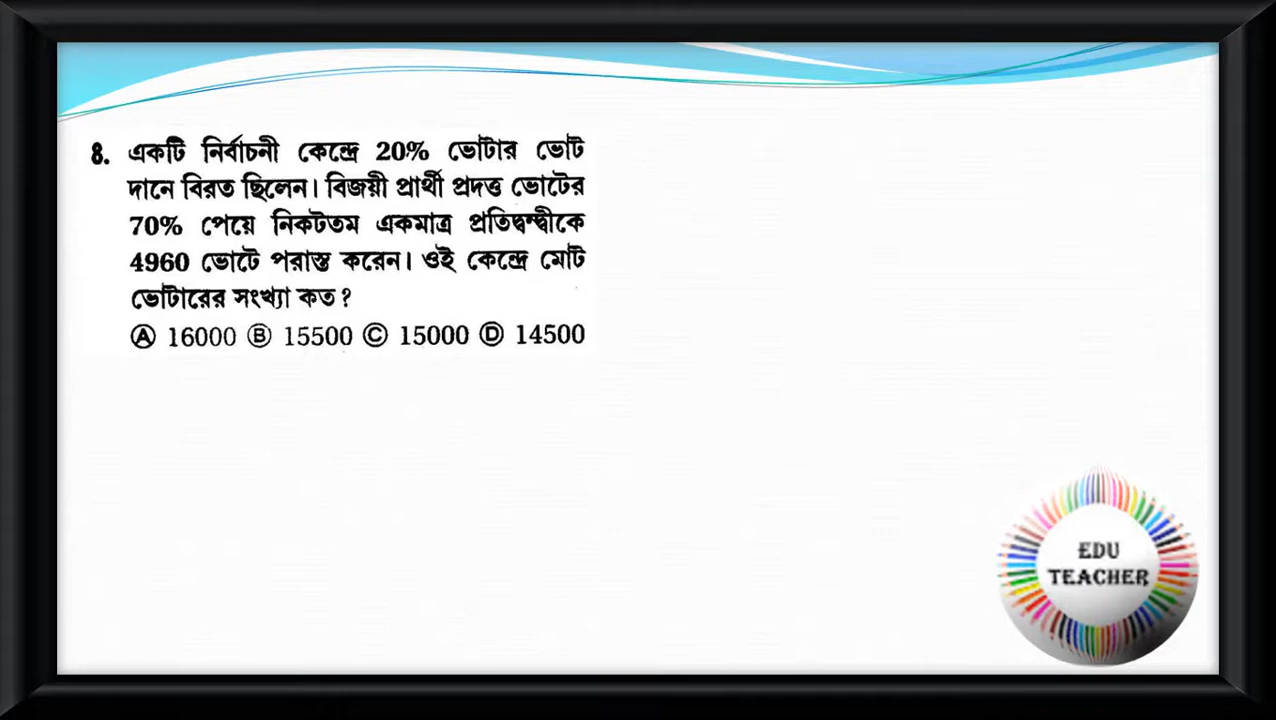 8. একটি নির্বাচনী কেন্দ্রে 20% ভোটার ভোট
দানে বিরত ছিলেন। বিজয়ী প্রার্থী প্রদত্ত ভোটের
70% পেয়ে নিকটতম একমাত্র প্রতিদ্বন্দ্বীকে
4960 ভোটে পরাস্ত করেন। ওই কেন্দ্রে মোট
ভোটারের সংখ্যা কত?
Ⓐ 16000 Ⓑ 15500 Ⓒ 15000 Ⓓ 14500
EDU
TEACHER